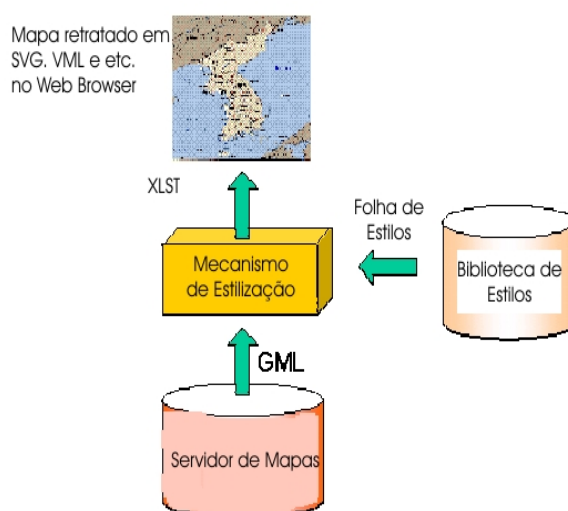 Mapa retratado em
SVG. VML e etc.
no Web Browser
XLST
Folha de
Estilos
Mecanismo
de Estilização
Biblioteca de
Estilos
GML
Servidor de Mapas